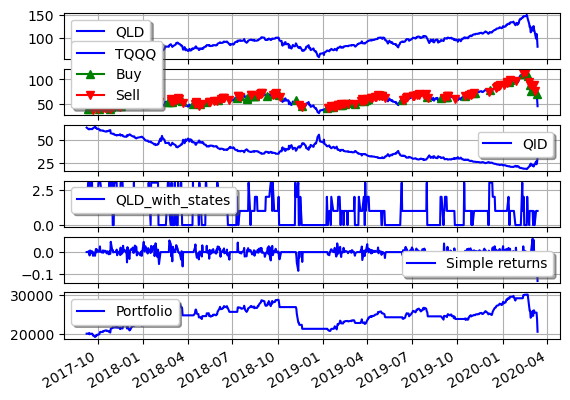 150
QLD
100
TQQQ
Buy
100
Sell
50
50
QID
25
2.5
QLD_with_states
0.0
0.0
Simple returns
−0.1
30000
Portfolio
20000
2017-10
2018-01
2018-04
2018-07
2018-10
2019-01
2019-04
2019-07
2019-10
2020-01
2020-04